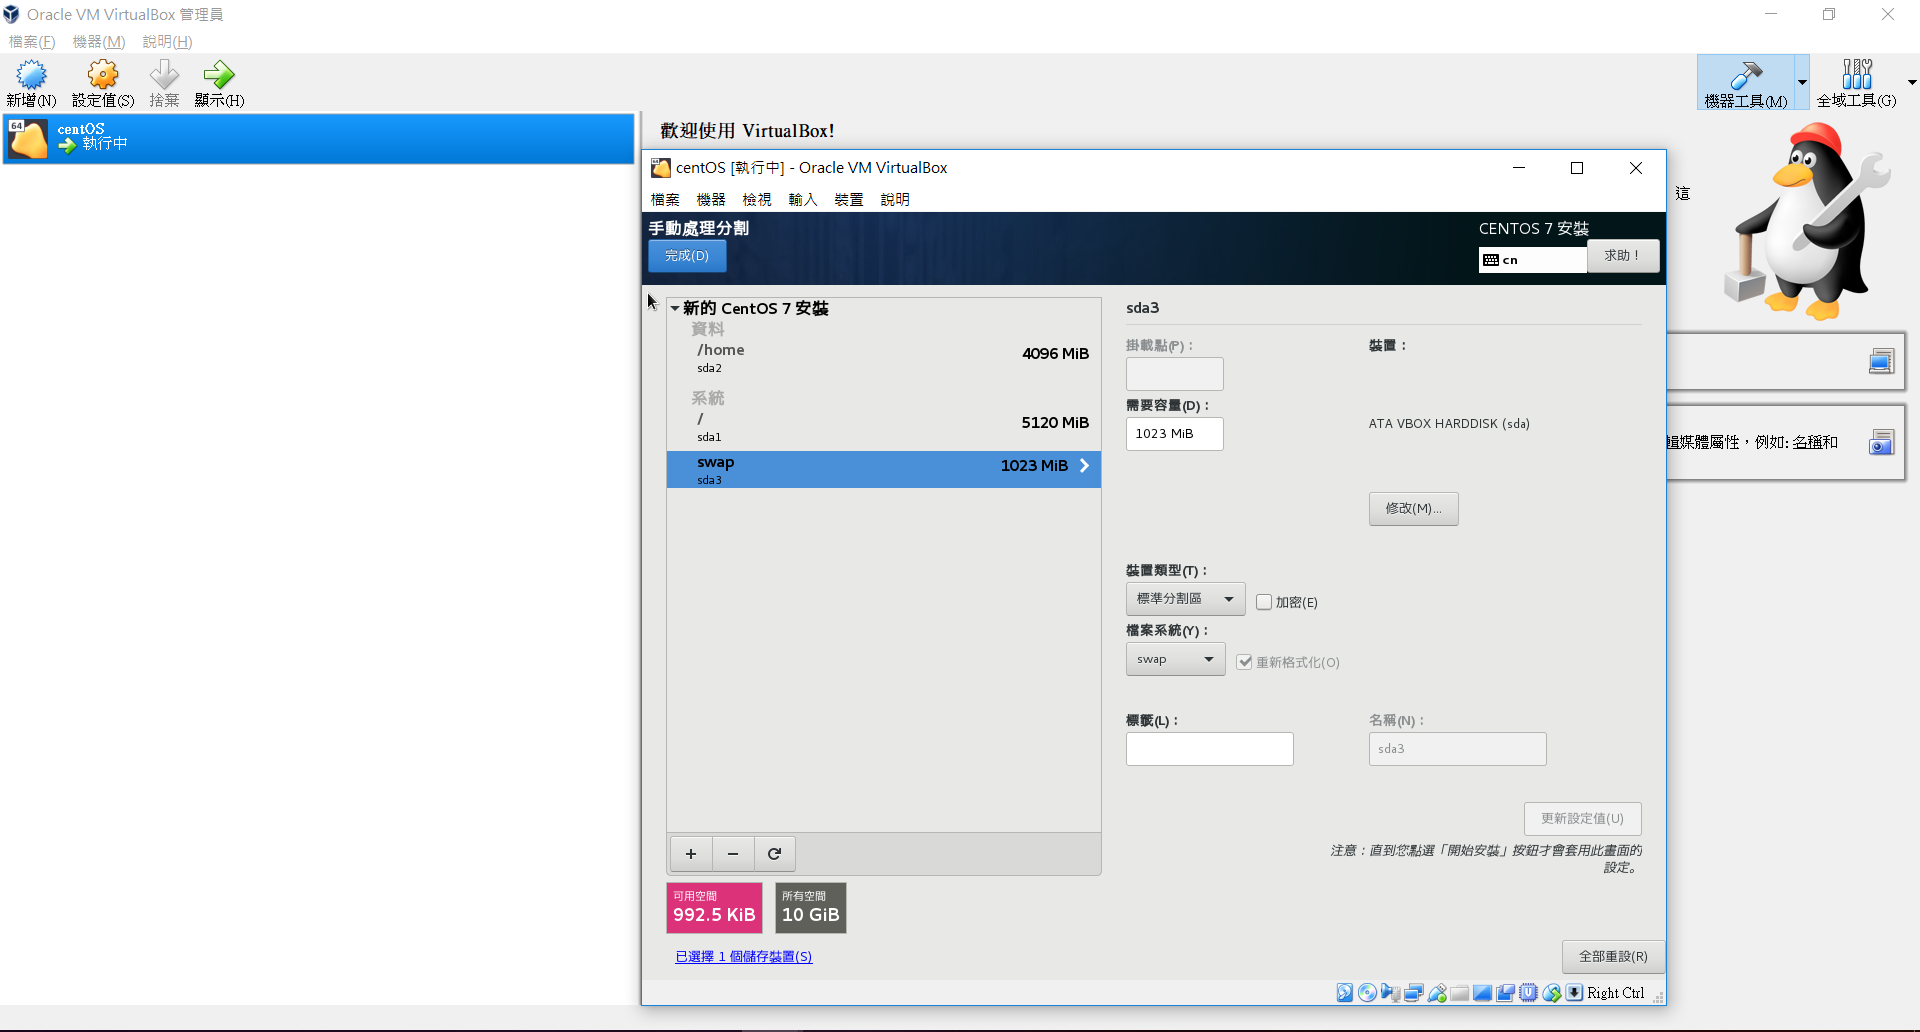 Oracle VM VirtualBox 管理員
檔案(F) 機器(M) 說明(H)
新增(N) 設定值(S) 捨棄 顯示(H)
機器工具(M) 全域工具(G)
64
centOS
執行中
歡迎使用 VirtualBox!
這
輯媒體屬性，例如: 名稱和
centOS [執行中] - Oracle VM VirtualBox
檔案 機器 檢視 輸入 裝置 說明
手動處理分割
完成(D)
CENTOS 7 安裝
cn
求助！
新的 CentOS 7 安裝
資料
/home
4096 MiB
sda2
系統
/
5120 MiB
sda1
swap
1023 MiB
sda3
+ −
可用空間
992.5 KiB
所有空間
10 GiB
已選擇 1 個儲存裝置(S)
sda3
掛載點(P)：
裝置：
需要容量(D)：
1023 MiB
ATA VBOX HARDDISK (sda)
修改(M)...
裝置類型(T)：
標準分割區
加密(E)
檔案系統(Y)：
swap
重新格式化(O)
標籤(L)：
名稱(N)：
sda3
更新設定值(U)
注意：直到您點選「開始安裝」按鈕才會套用此畫面的
設定。
全部重設(R)
Right Ctrl